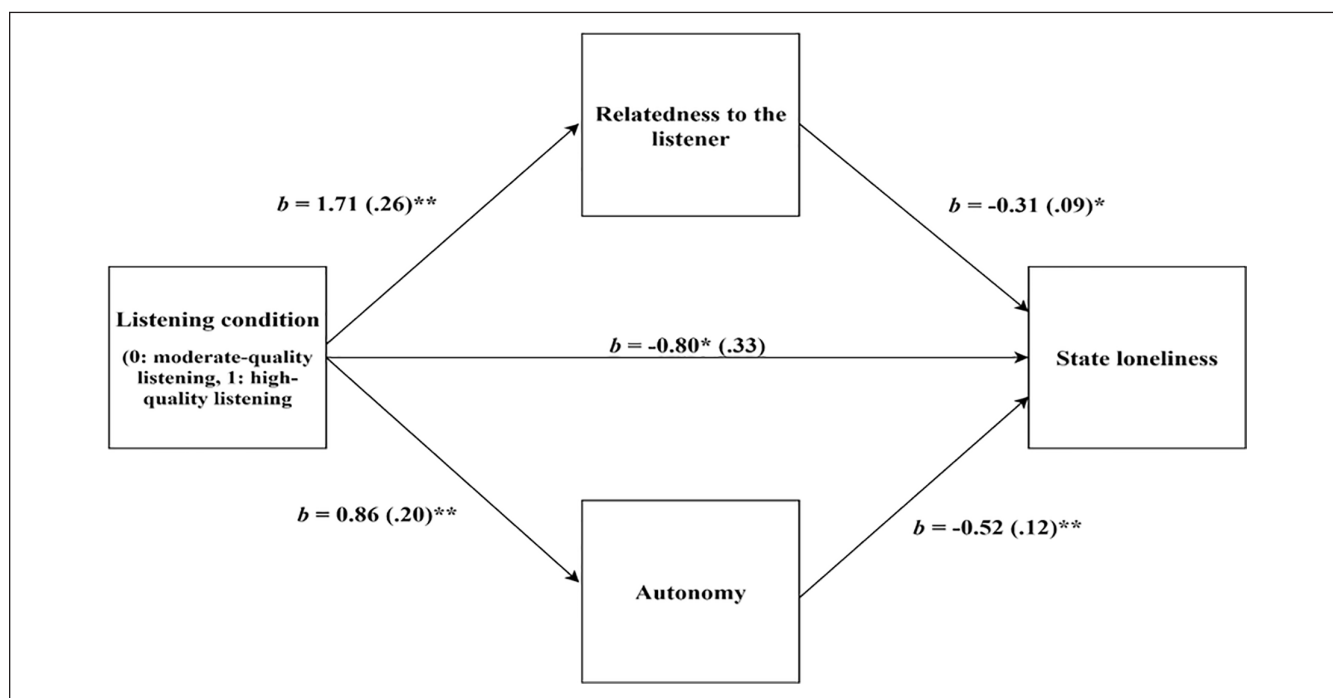 Relatedness to the
listener
b = 1.71 (.26)**
b = -0.31 (.09)*
Listening condition
(0: moderate-quality
listening, 1: high-
quality listening
b = -0.80* (.33)
State loneliness
b = 0.86 (.20)**
b = -0.52 (.12)**
Autonomy